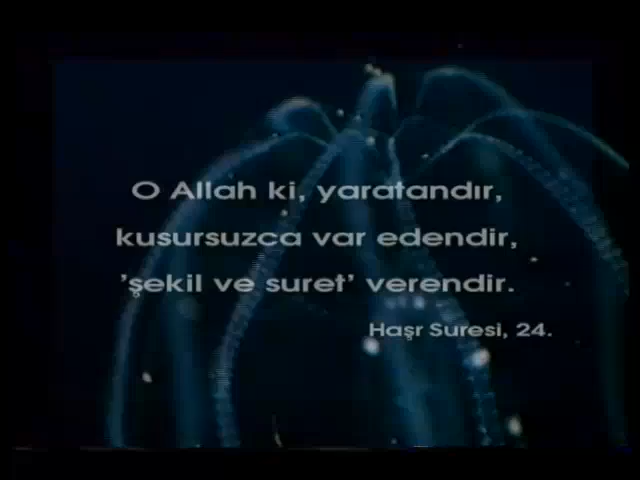 O Allah ki, yaratandır,
kusursuzca var edendir,
'şekil ve suret' verendir.
Haşr Suresi, 24.